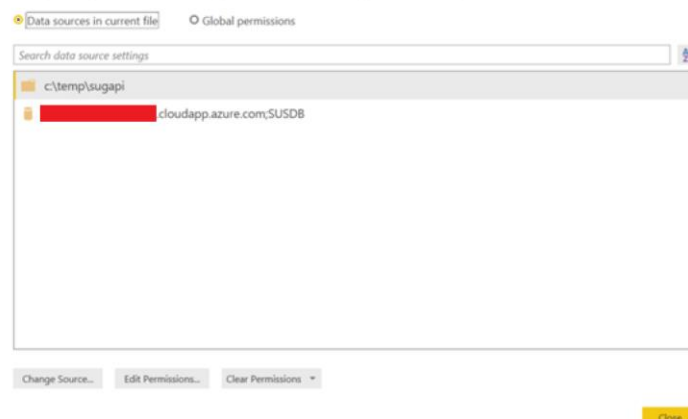 Data sources in current file Global permissions
Search data source settings
c:\temp\sugapi
.cloudapp.azure.com;SUSDB
Change Source... Edit Permissions... Clear Permissions
Close